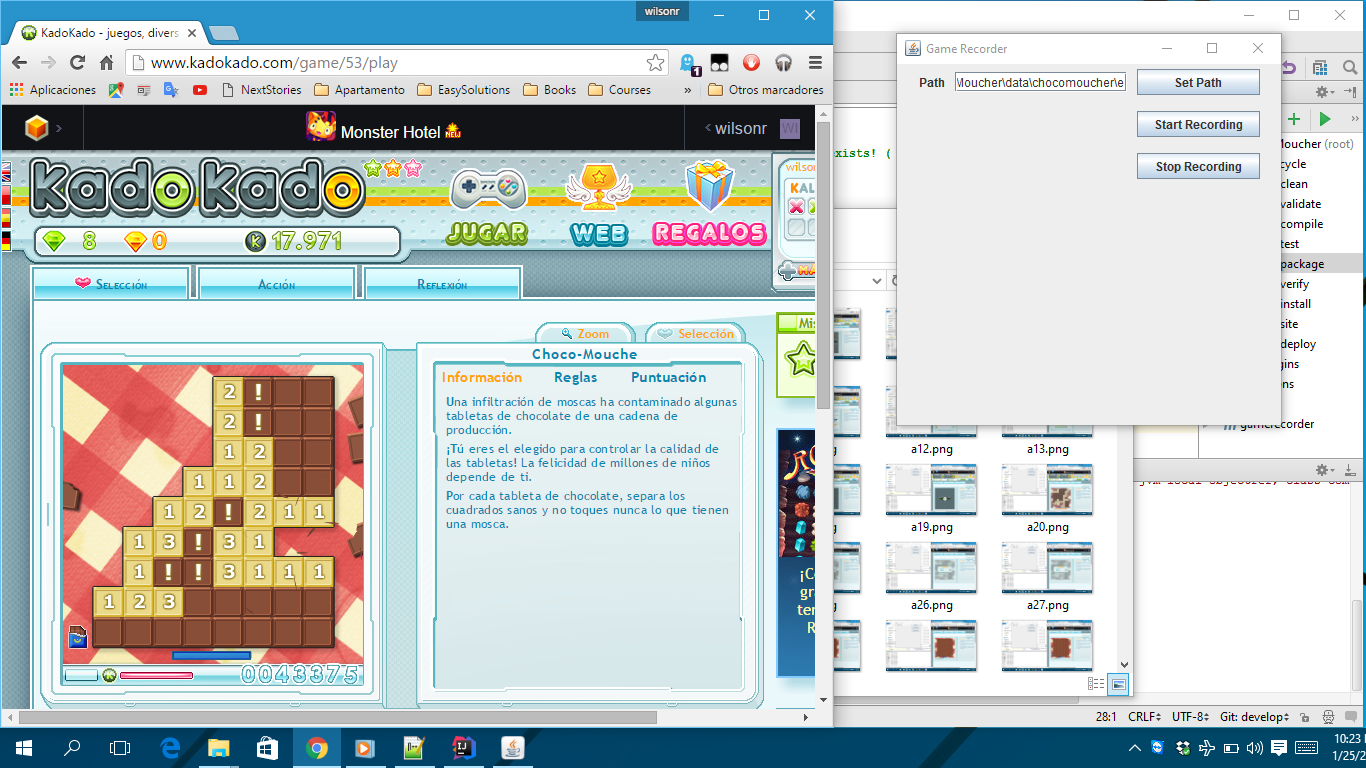 wilsonr
KadoKado - juegos, divers
www.kadokado.com/game/53/play
1
Aplicaciones
NextStories
Apartamento
EasySolutions
Books
Courses
»
Otros marcadores
Monster Hotel NEW
wilsonr
WI
KadoKado
JUGAR
WEB
REGALOS
8
0
K 17.971
Selección
Acción
Reflexión
Zoom
Selección
Choco-Mouche
Información
Reglas
Puntuación
Una infiltración de moscas ha contaminado algunas
tabletas de chocolate de una cadena de
producción.
¡Tú eres el elegido para controlar la calidad de
las tabletas! La felicidad de millones de niños
depende de ti.
Por cada tableta de chocolate, separa los
cuadrados sanos y no toques nunca lo que tienen
una mosca.
2 !
2 !
1 2
1 1 2
1 2 ! 2 1 1
1 3 ! 3 1
1 ! ! 3 1 1 1
1 2 3
0043375
Game Recorder
Path
Moucher\data\chocomoucher\e
Set Path
Start Recording
Stop Recording
xists! (
Moucher (root)
cycle
clean
validate
compile
test
package
verify
install
site
deploy
gins
ns
gamerecorder
a12.png
a13.png
a19.png
a20.png
a26.png
a27.png
28:1
CRLF
UTF-8
Git: develop
10:23
1/25/2